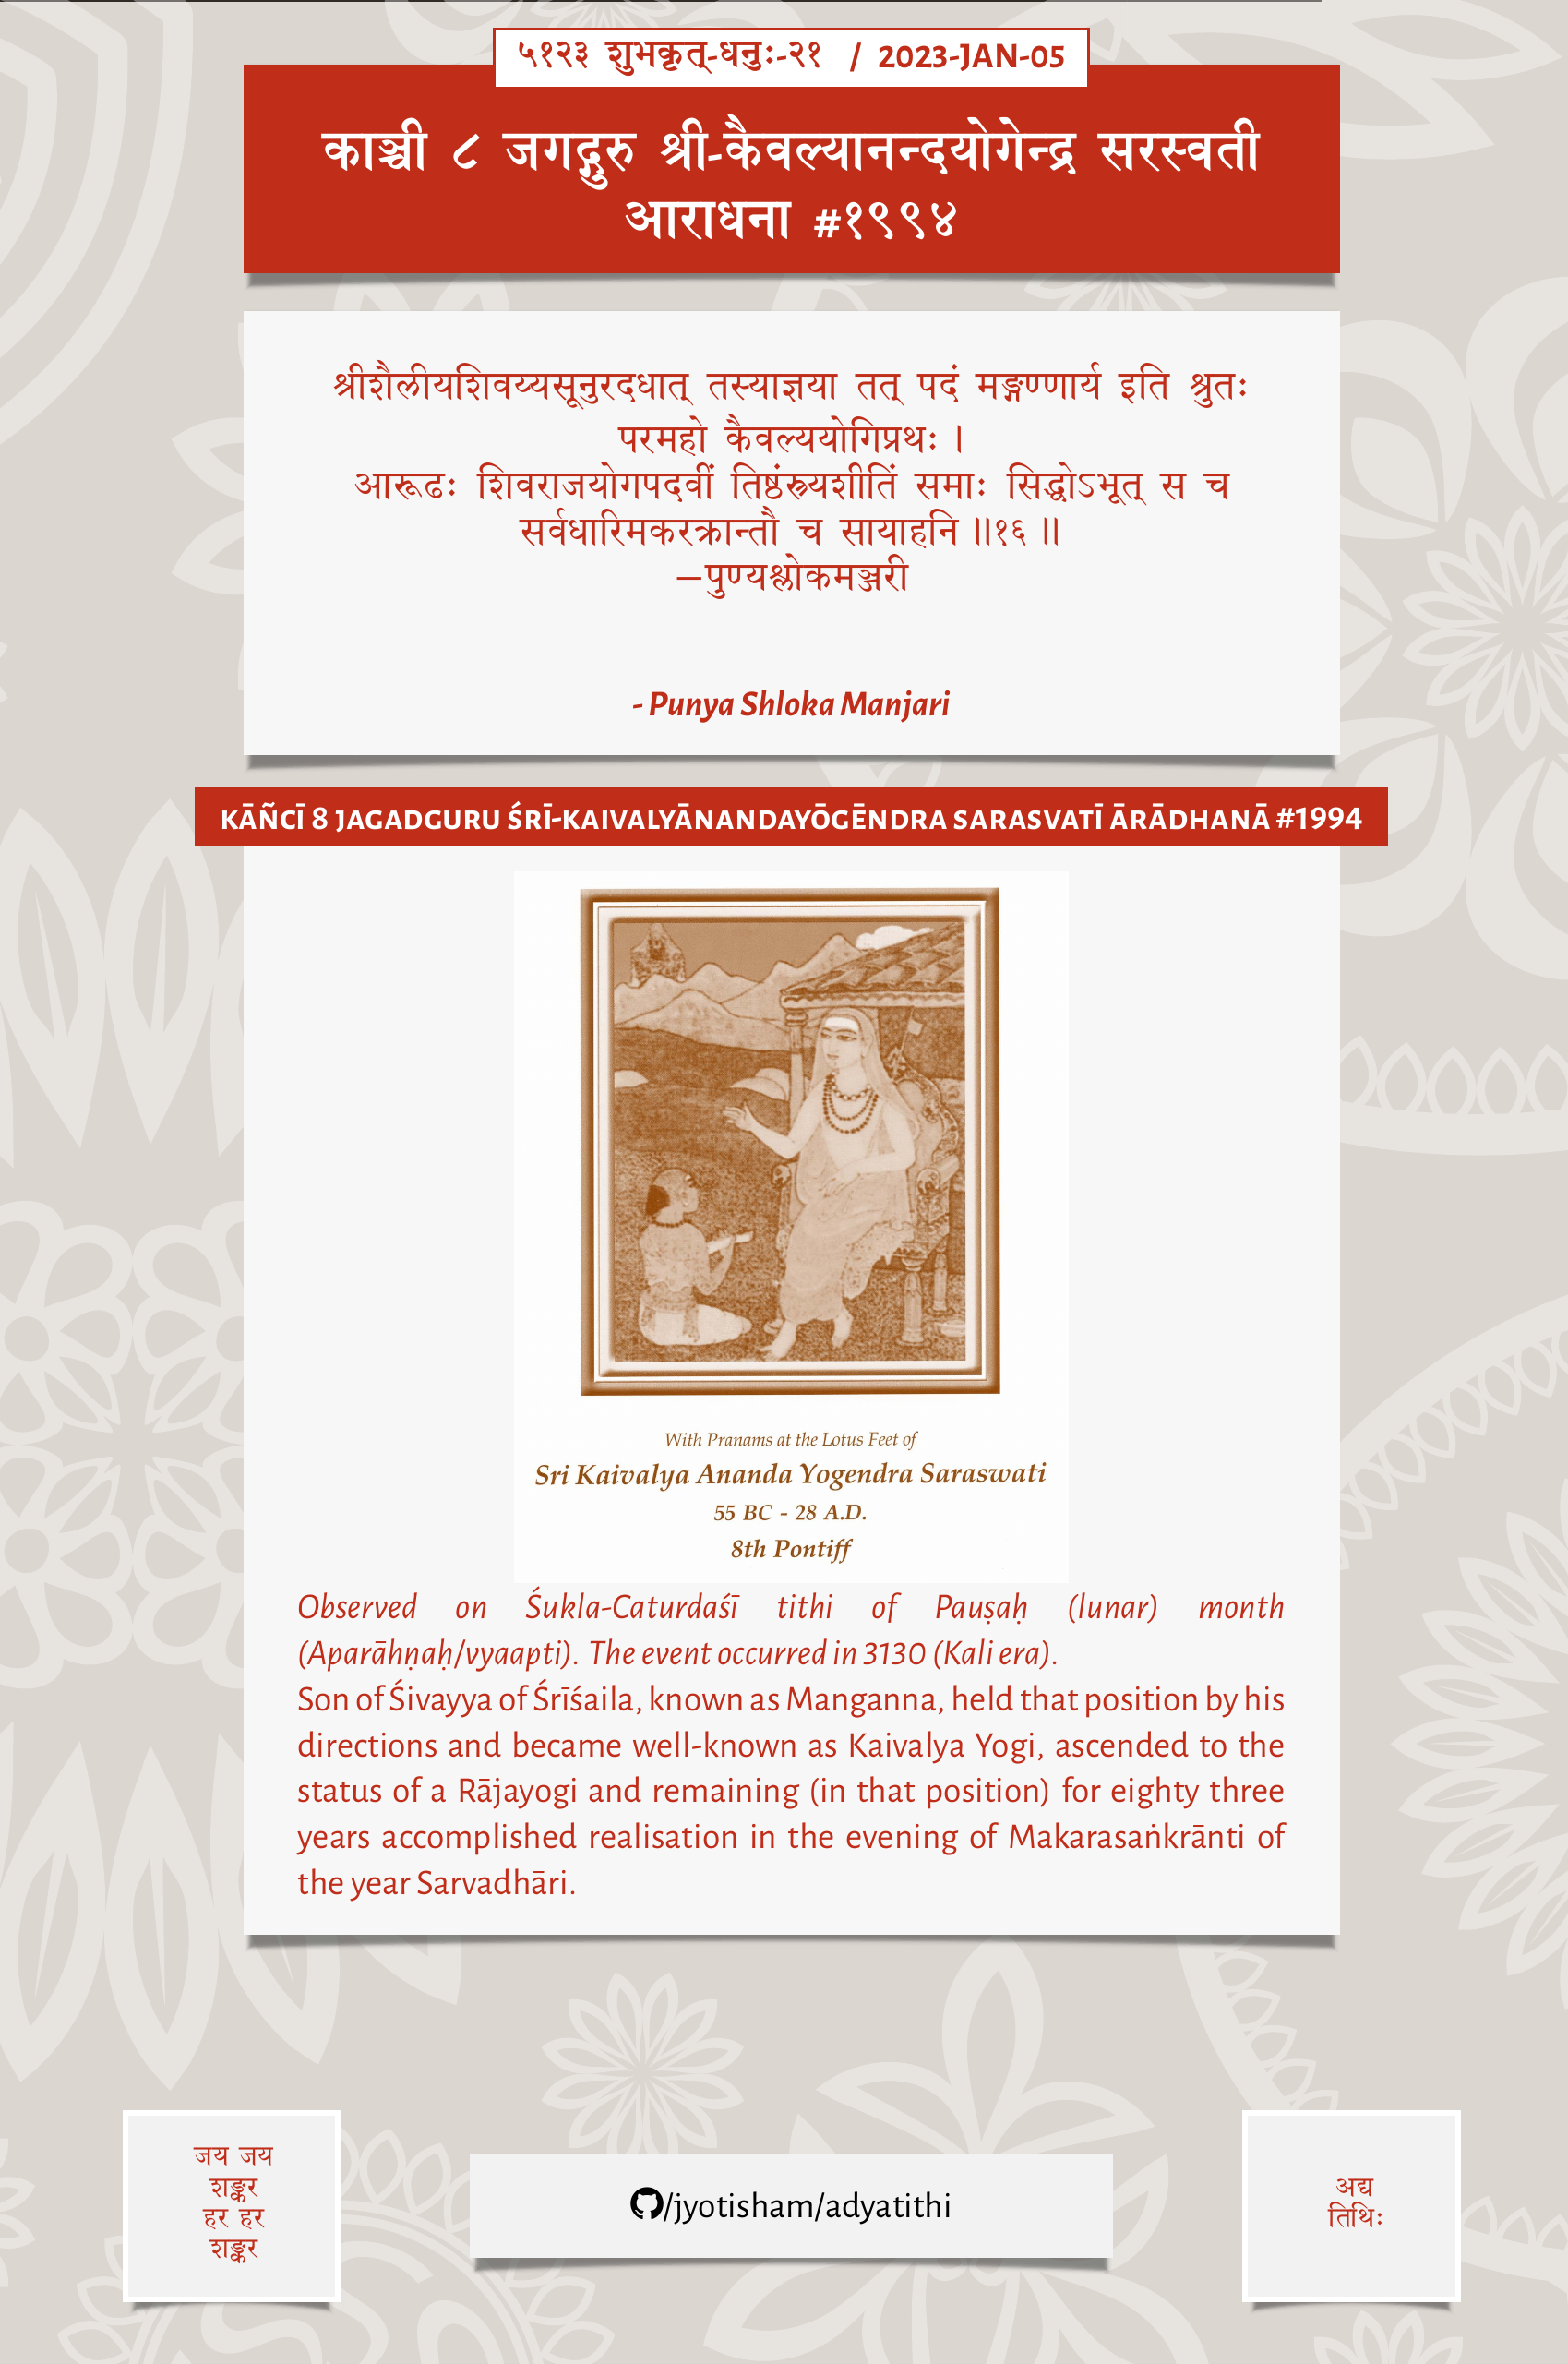 ५१२३ शुभकृत्-धनुः-२१ / 2023-JAN-05
काञ्ची ८ जगद्गुरु श्री-कैवल्यानन्दयोगेन्द्र सरस्वती
आराधना #१९९४
श्रीशैलीयशिवय्यसूनुरदधात् तस्याज्ञया तत् पदं मङ्गण्णार्य इति श्रुतः
परमहो कैवल्ययोगिप्रथः ।
आरूढः शिवराजयोगपदवीं तिष्ठंस्त्र्यशीतिं समाः सिद्धोऽभूत् स च
सर्वधारिमकरक्रान्तौ च सायाहनि ॥१६ ॥
—पुण्यश्लोकमञ्जरी
- Punya Shloka Manjari
KĀÑCĪ 8 JAGADGURU ŚRĪ-KAIVALYĀNANDAYŌGĒNDRA SARASVATĪ ĀRĀDHANĀ #1994
With Pranams at the Lotus Feet of
Sri Kaivalya Ananda Yogendra Saraswati
55 BC - 28 A.D.
8th Pontiff
Observed on Śukla-Caturdaśī tithi of Pauṣaḥ (lunar) month
(Aparāhṇaḥ/vyaapti). The event occurred in 3130 (Kali era).
Son of Śivayya of Śrīśaila, known as Manganna, held that position by his
directions and became well-known as Kaivalya Yogi, ascended to the
status of a Rājayogi and remaining (in that position) for eighty three
years accomplished realisation in the evening of Makarasaṅkrānti of
the year Sarvadhāri.
जय जय
शङ्कर
हर हर
शङ्कर
/jyotisham/adyatithi
अद्य
तिथिः